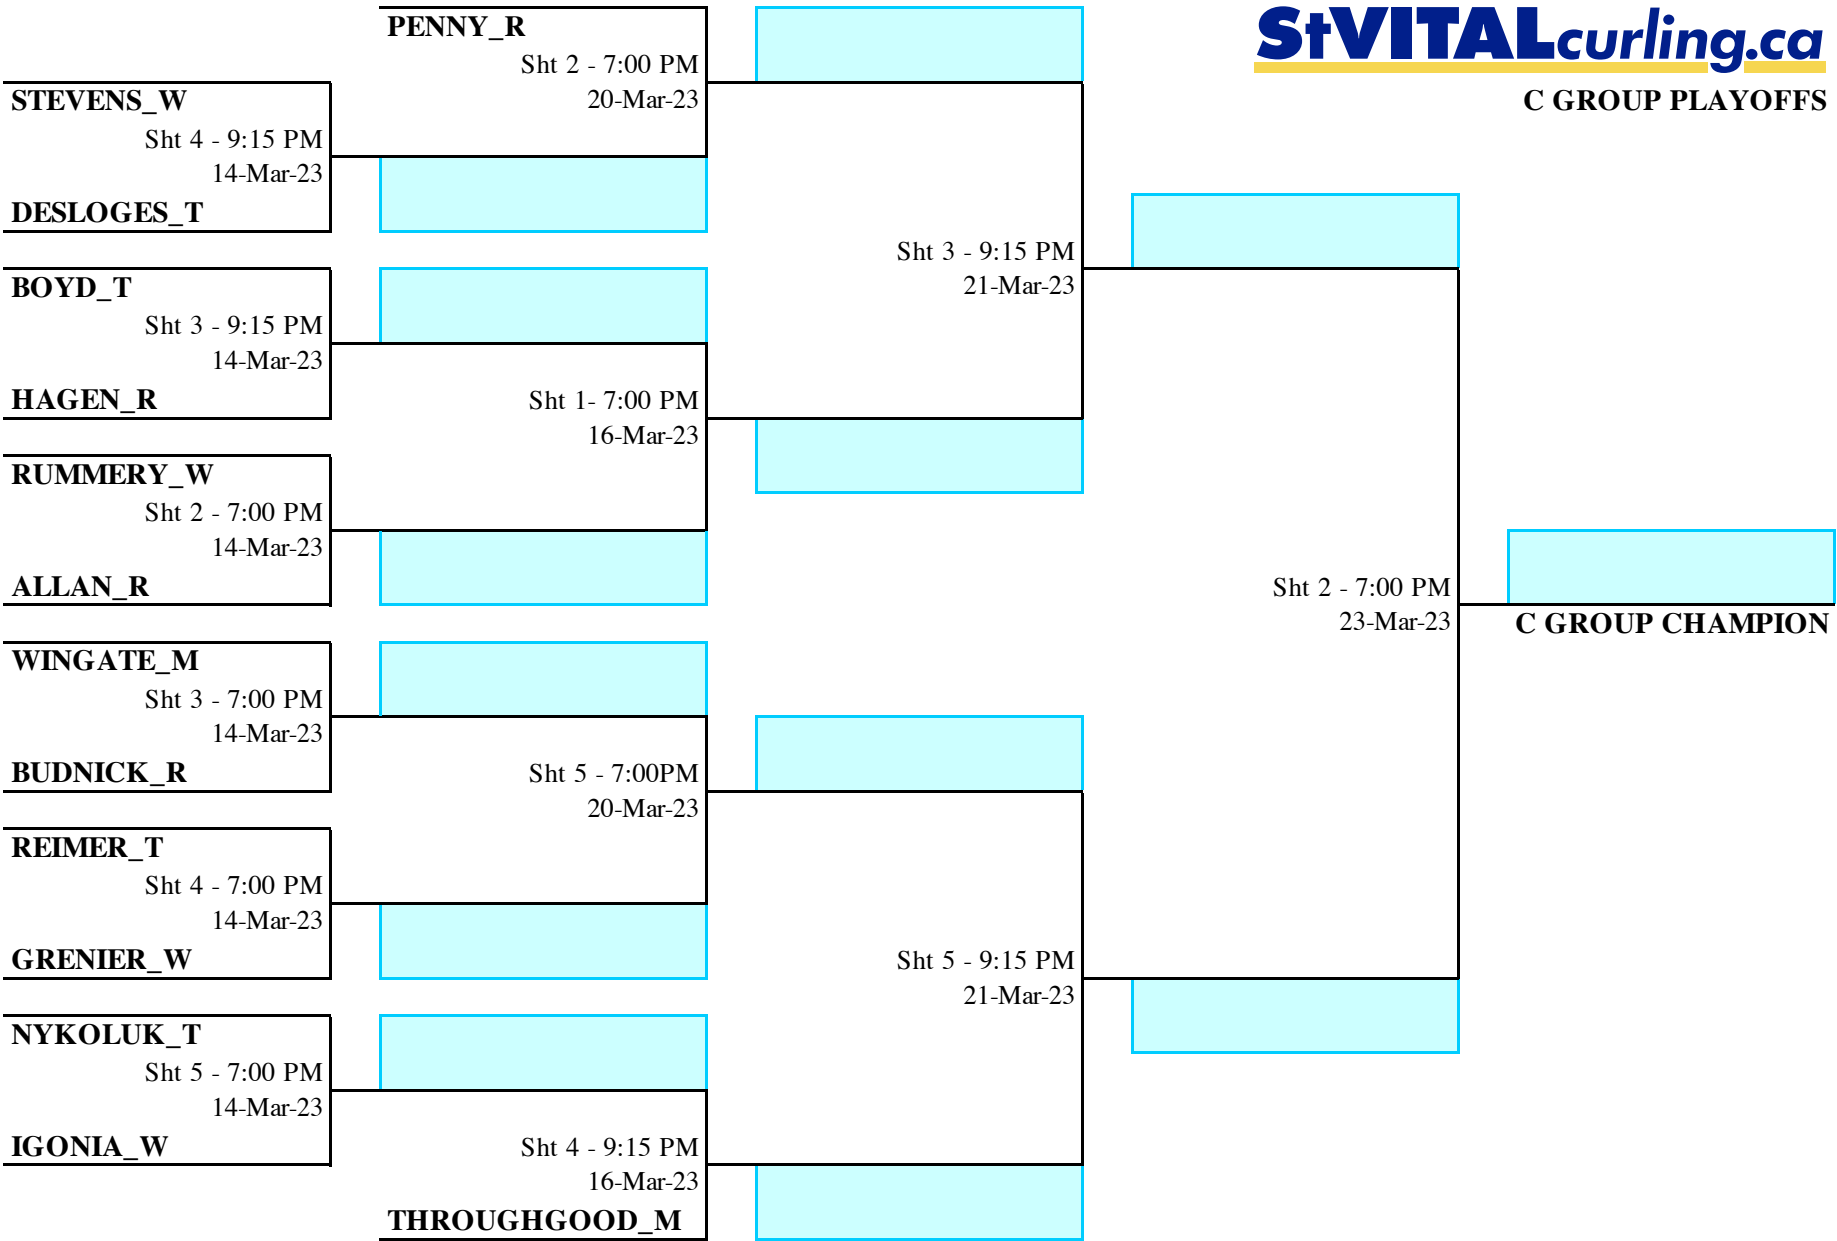 StVITALcurling.ca
C GROUP PLAYOFFS
PENNY_R
Sht 2 - 7:00 PM
20-Mar-23
STEVENS_W
Sht 4 - 9:15 PM
14-Mar-23
DESLOGES_T
BOYD_T
Sht 3 - 9:15 PM
14-Mar-23
HAGEN_R
Sht 1- 7:00 PM
16-Mar-23
RUMMERY_W
Sht 2 - 7:00 PM
14-Mar-23
ALLAN_R
Sht 3 - 9:15 PM
21-Mar-23
WINGATE_M
Sht 3 - 7:00 PM
14-Mar-23
BUDNICK_R
Sht 5 - 7:00PM
20-Mar-23
REIMER_T
Sht 4 - 7:00 PM
14-Mar-23
GRENIER_W
NYKOLUK_T
Sht 5 - 7:00 PM
14-Mar-23
IGONIA_W
Sht 4 - 9:15 PM
16-Mar-23
THROUGHGOOD_M
Sht 5 - 9:15 PM
21-Mar-23
Sht 2 - 7:00 PM
23-Mar-23
C GROUP CHAMPION